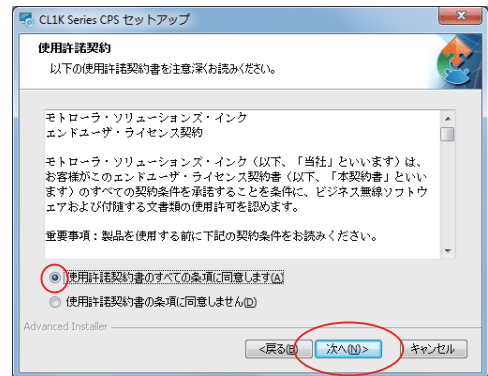 CL1K Series CPS セットアップ
使用許諾契約
以下の使用許諾契約書を注意深くお読みください。
モトローラ・ソリューションズ・インク
エンドユーザ・ライセンス契約
モトローラ・ソリューションズ・インク（以下、「当社」といいます）は、
お客様がこのエンドユーザ・ライセンス契約書（以下、「本契約書」といい
ます）のすべての契約条件を承諾することを条件に、ビジネス無線ソフトウ
ェアおよび付随する文書類の使用許可を認めます。
重要事項：製品を使用する前に下記の契約条件をお読みください。
使用許諾契約書のすべての条項に同意します(A)
使用許諾契約書の条項に同意しません(D)
Advanced Installer
<戻る(B) 次へ(N)> キャンセル